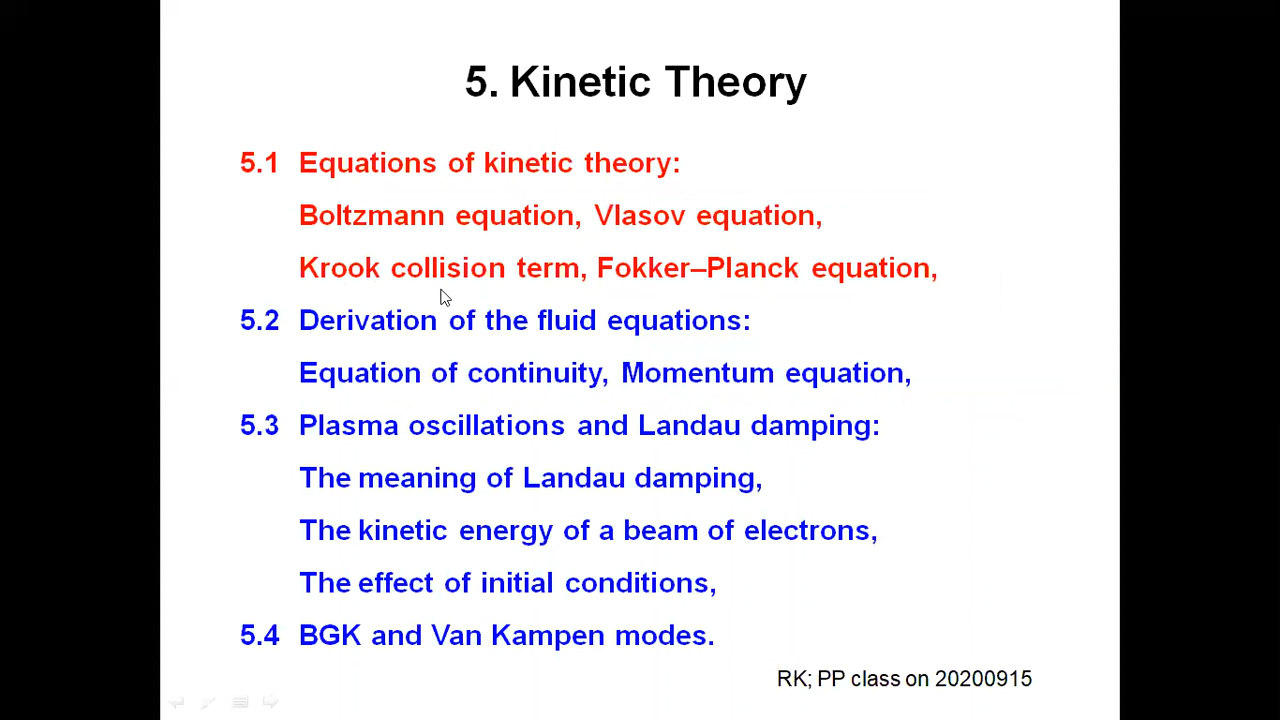 5. Kinetic Theory
5.1 Equations of kinetic theory:
Boltzmann equation, Vlasov equation,
Krook collision term, Fokker–Planck equation,
5.2 Derivation of the fluid equations:
Equation of continuity, Momentum equation,
5.3 Plasma oscillations and Landau damping:
The meaning of Landau damping,
The kinetic energy of a beam of electrons,
The effect of initial conditions,
5.4 BGK and Van Kampen modes.
RK; PP class on 20200915